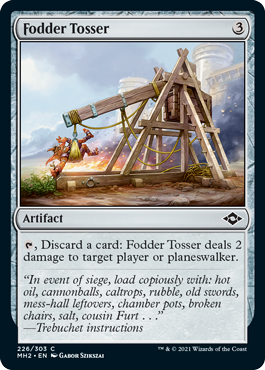 Fodder Tosser 3
Artifact
, Discard a card: Fodder Tosser deals 2
damage to target player or planeswalker.
“In event of siege, load copiously with: hot
oil, cannonballs, caltrops, rubble, old swords,
mess-hall leftovers, chamber pots, broken
chairs, salt, cousin Furt . . .”
—Trebuchet instructions
226/303 C
MH2 • EN GABOR SZIKSZAI
™ & © 2021 Wizards of the Coast